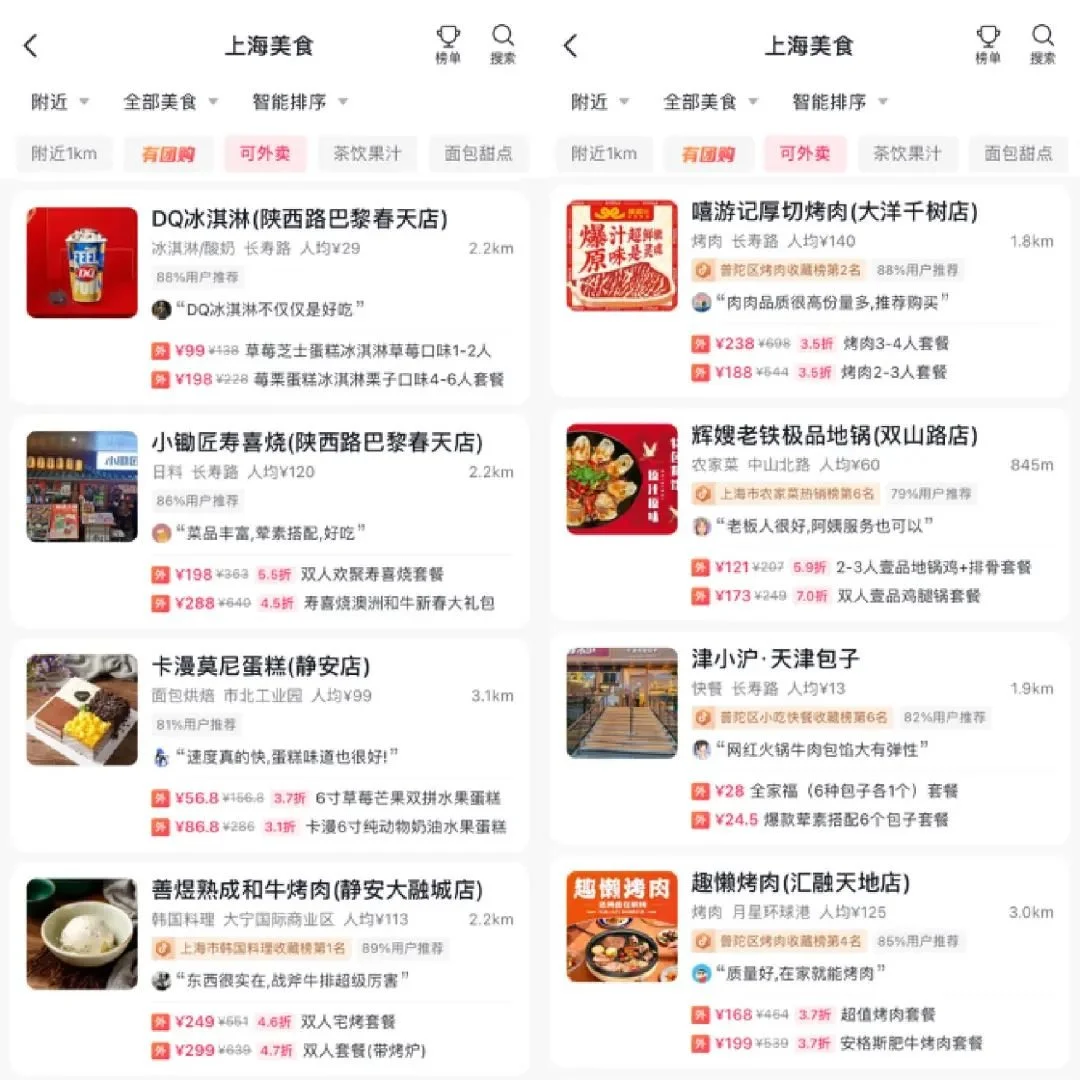 上海美食
榜单
搜索
附近
全部美食
智能排序
附近1km
有团购
可外卖
茶饮果汁
面包甜点
DQ冰淇淋(陕西路巴黎春天店)
冰淇淋/酸奶 长寿路 人均¥29 2.2km
88%用户推荐
“DQ冰淇淋不仅仅是好吃”
外 ¥99 ¥138 草莓芝士蛋糕冰淇淋草莓口味1-2人
外 ¥198 ¥228 莓栗蛋糕冰淇淋栗子口味4-6人套餐
小锄匠寿喜烧(陕西路巴黎春天店)
日料 长寿路 人均¥120 2.2km
86%用户推荐
“菜品丰富,荤素搭配,好吃”
外 ¥198 ¥363 5.5折 双人欢聚寿喜烧套餐
外 ¥288 ¥640 4.5折 寿喜烧澳洲和牛新春大礼包
卡漫莫尼蛋糕(静安店)
面包烘焙 市北工业园 人均¥99 3.1km
81%用户推荐
“速度真的快,蛋糕味道也很好!”
外 ¥56.8 ¥156.8 3.7折 6寸草莓芒果双拼水果蛋糕
外 ¥86.8 ¥286 3.1折 卡漫6寸纯动物奶油水果蛋糕
善煜熟成和牛烤肉(静安大融城店)
韩国料理 大宁国际商业区 人均¥113 2.2km
上海市韩国料理收藏榜第1名 89%用户推荐
“东西很实在,战斧牛排超级厉害”
外 ¥249 ¥551 4.6折 双人宅烤套餐
外 ¥299 ¥639 4.7折 双人套餐(带烤炉)
上海美食
榜单
搜索
附近
全部美食
智能排序
附近1km
有团购
可外卖
茶饮果汁
面包甜点
爆汁超鲜嫩
原味是灵魂
嘻游记厚切烤肉(大洋千树店)
烤肉 长寿路 人均¥140 1.8km
普陀区烤肉收藏榜第2名 88%用户推荐
“肉肉品质很高份量多,推荐购买”
外 ¥238 ¥698 3.5折 烤肉3-4人套餐
外 ¥188 ¥544 3.5折 烤肉2-3人套餐
原汁原味
辉嫂老铁极品地锅(双山路店)
农家菜 中山北路 人均¥60 845m
上海市农家菜热销榜第6名 79%用户推荐
“老板人很好,阿姨服务也可以”
外 ¥121 ¥207 5.9折 2-3人壹品地锅鸡+排骨套餐
外 ¥173 ¥249 7.0折 双人壹品鸡腿锅套餐
津小沪·天津包子
快餐 长寿路 人均¥13 1.9km
普陀区小吃快餐收藏榜第6名 82%用户推荐
“网红火锅牛肉包馅大有弹性”
外 ¥28 全家福（6种包子各1个）套餐
外 ¥24.5 爆款荤素搭配6个包子套餐
趣懒烤肉
趣懒烤肉(汇融天地店)
烤肉 月星环球港 人均¥125 3.0km
普陀区烤肉收藏榜第4名 85%用户推荐
“质量好,在家就能烤肉”
外 ¥168 ¥454 3.7折 超值烤肉套餐
外 ¥199 ¥539 3.7折 安格斯肥牛烤肉套餐